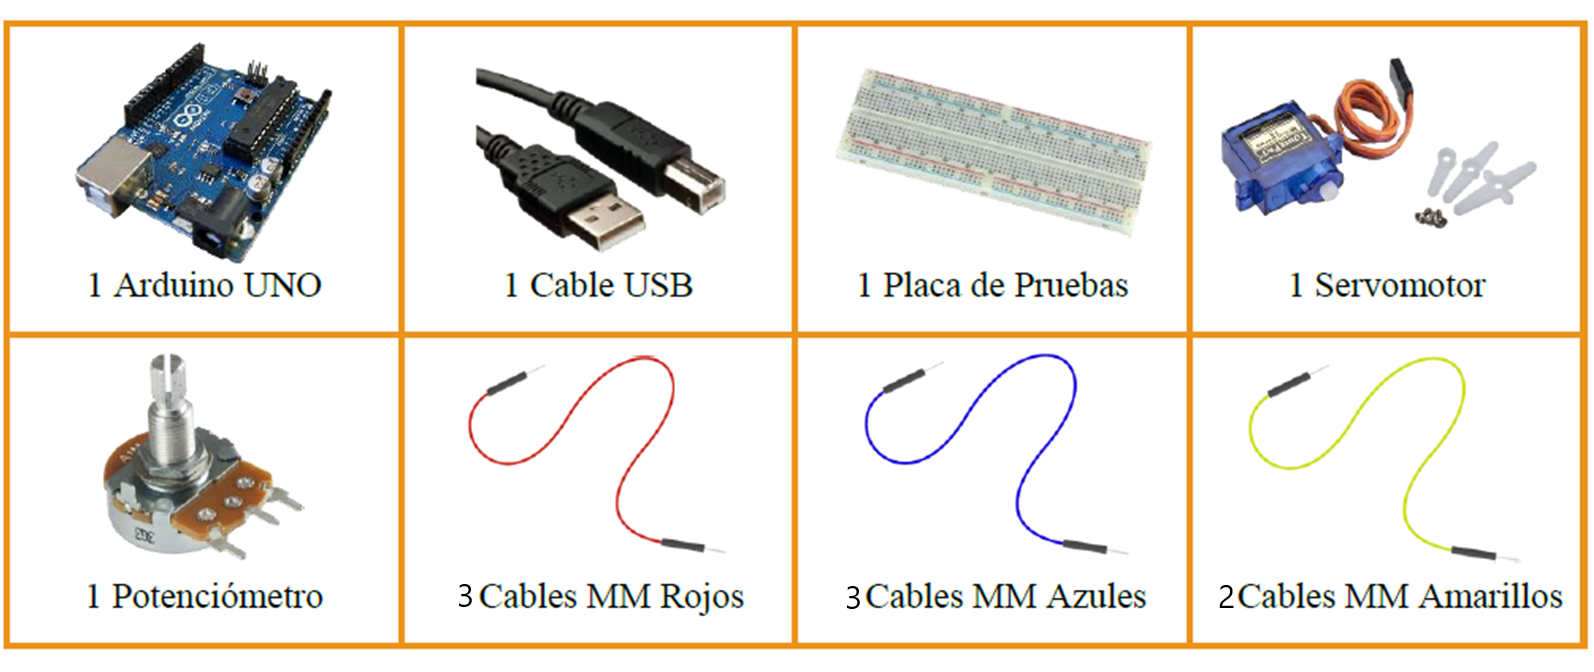 1 Arduino UNO
1 Cable USB
1 Placa de Pruebas
1 Servomotor
1 Potenciómetro
3 Cables MM Rojos
3 Cables MM Azules
2 Cables MM Amarillos